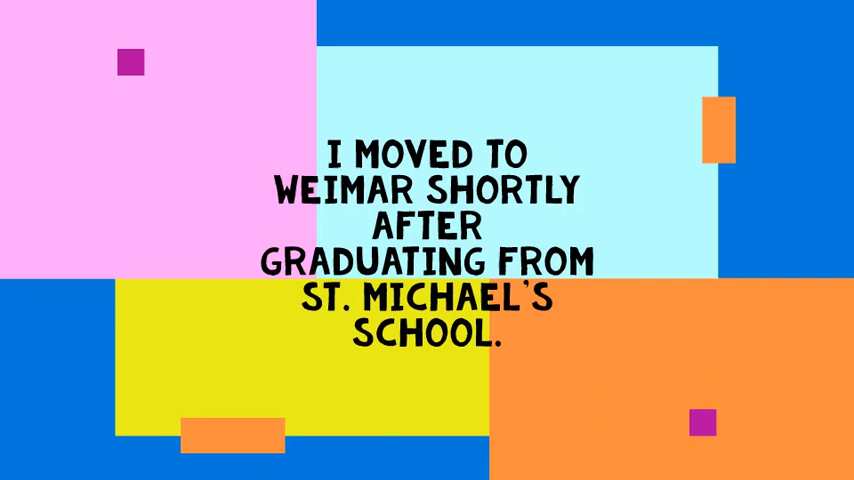 I MOVED TO
WEIMAR SHORTLY
AFTER
GRADUATING FROM
ST. MICHAEL'S
SCHOOL.